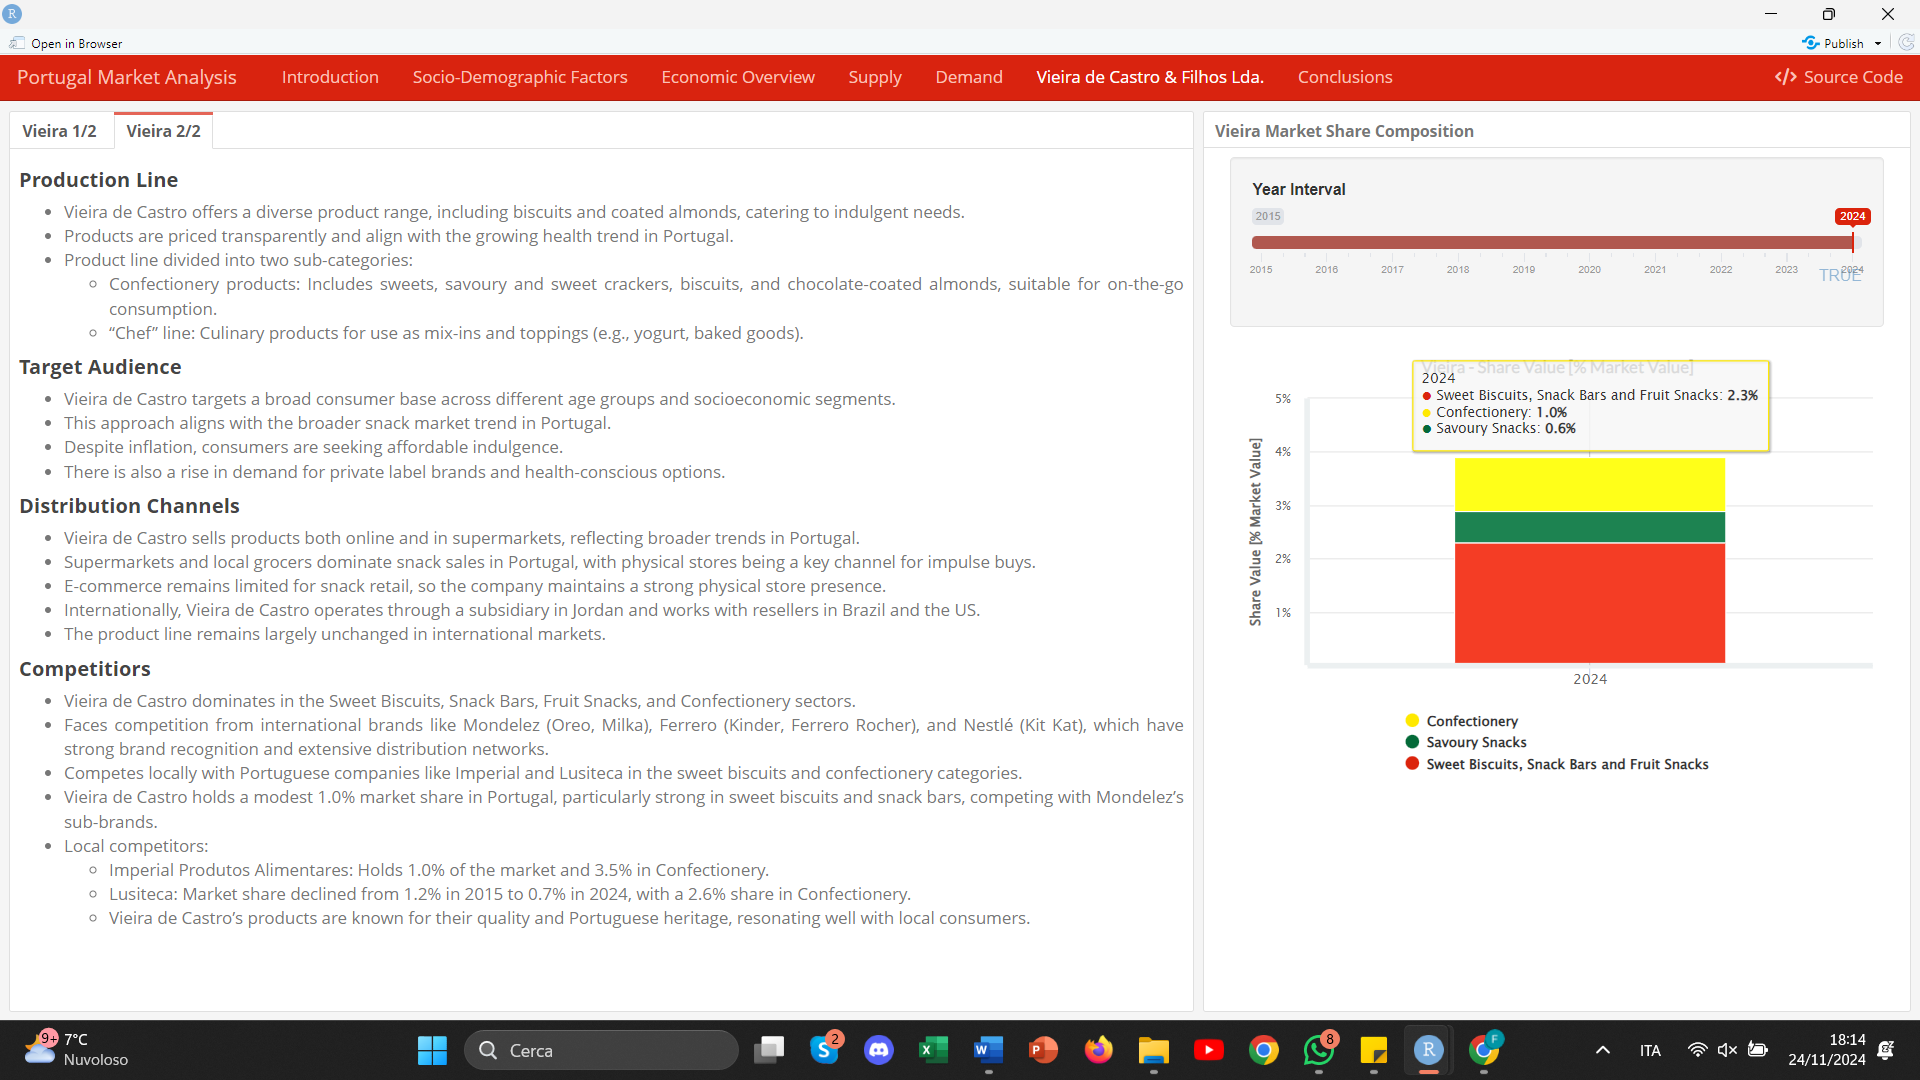 R
Open in Browser
Publish
Portugal Market Analysis Introduction Socio-Demographic Factors Economic Overview Supply Demand Vieira de Castro & Filhos Lda. Conclusions </> Source Code
Vieira 1/2 Vieira 2/2
Production Line
• Vieira de Castro offers a diverse product range, including biscuits and coated almonds, catering to indulgent needs.
• Products are priced transparently and align with the growing health trend in Portugal.
• Product line divided into two sub-categories:
◦ Confectionery products: Includes sweets, savoury and sweet crackers, biscuits, and chocolate-coated almonds, suitable for on-the-go
consumption.
◦ “Chef” line: Culinary products for use as mix-ins and toppings (e.g., yogurt, baked goods).
Target Audience
• Vieira de Castro targets a broad consumer base across different age groups and socioeconomic segments.
• This approach aligns with the broader snack market trend in Portugal.
• Despite inflation, consumers are seeking affordable indulgence.
• There is also a rise in demand for private label brands and health-conscious options.
Distribution Channels
• Vieira de Castro sells products both online and in supermarkets, reflecting broader trends in Portugal.
• Supermarkets and local grocers dominate snack sales in Portugal, with physical stores being a key channel for impulse buys.
• E-commerce remains limited for snack retail, so the company maintains a strong physical store presence.
• Internationally, Vieira de Castro operates through a subsidiary in Jordan and works with resellers in Brazil and the US.
• The product line remains largely unchanged in international markets.
Competitiors
• Vieira de Castro dominates in the Sweet Biscuits, Snack Bars, Fruit Snacks, and Confectionery sectors.
• Faces competition from international brands like Mondelez (Oreo, Milka), Ferrero (Kinder, Ferrero Rocher), and Nestlé (Kit Kat), which have
strong brand recognition and extensive distribution networks.
• Competes locally with Portuguese companies like Imperial and Lusiteca in the sweet biscuits and confectionery categories.
• Vieira de Castro holds a modest 1.0% market share in Portugal, particularly strong in sweet biscuits and snack bars, competing with Mondelez’s
sub-brands.
• Local competitors:
◦ Imperial Produtos Alimentares: Holds 1.0% of the market and 3.5% in Confectionery.
◦ Lusiteca: Market share declined from 1.2% in 2015 to 0.7% in 2024, with a 2.6% share in Confectionery.
◦ Vieira de Castro’s products are known for their quality and Portuguese heritage, resonating well with local consumers.
Vieira Market Share Composition
Year Interval
2015 2024
2015 2016 2017 2018 2019 2020 2021 2022 2023 2024
TRUE
Vieira - Share Value [% Market Value]
2024
Sweet Biscuits, Snack Bars and Fruit Snacks: 2.3%
Confectionery: 1.0%
Savoury Snacks: 0.6%
Share Value [% Market Value]
5%
4%
3%
2%
1%
2024
Confectionery
Savoury Snacks
Sweet Biscuits, Snack Bars and Fruit Snacks
9+
7°C
Nuvoloso
Cerca
S
2
X
W
P
8
R
F
ITA
18:14
24/11/2024